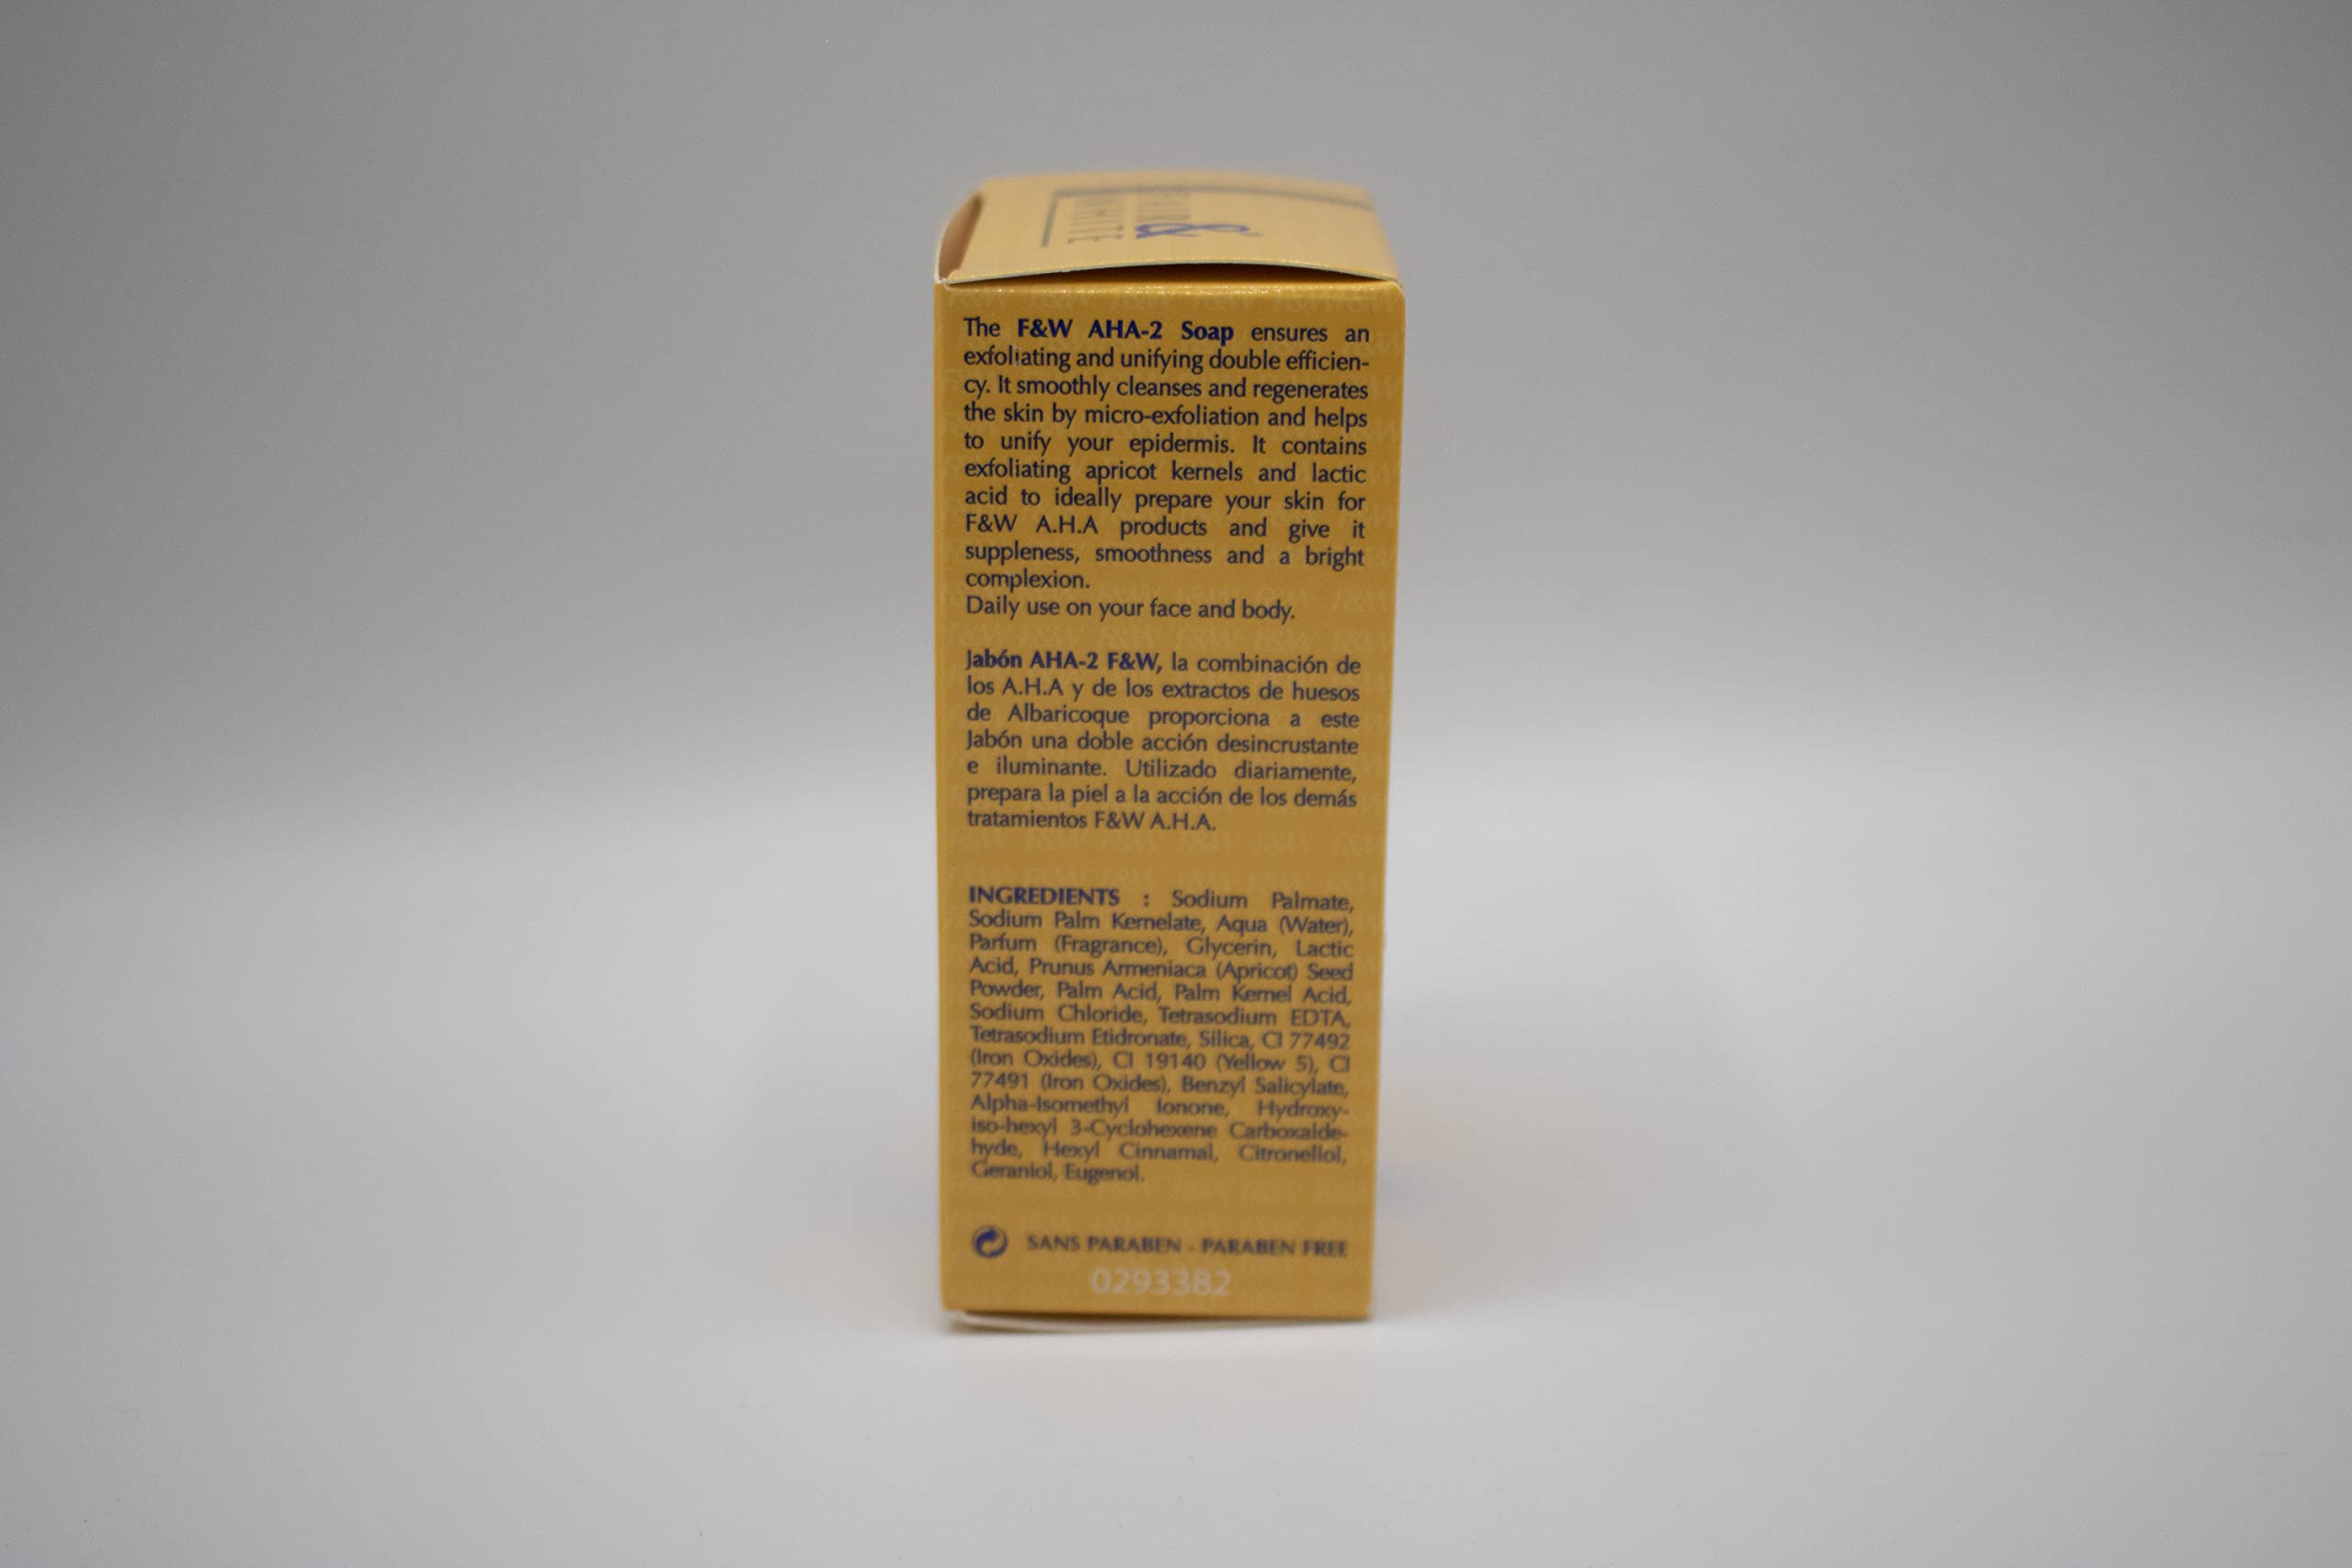 FAIR &
WHITE
The F&W AHA-2 Soap ensures an
exfoliating and unifying double efficien-
cy. It smoothly cleanses and regenerates
the skin by micro-exfoliation and helps
to unify your epidermis. It contains
exfoliating apricot kernels and lactic
acid to ideally prepare your skin for
F&W A.H.A products and give it
suppleness, smoothness and a bright
complexion.
Daily use on your face and body.
Jabón AHA-2 F&W, la combinación de
los A.H.A y de los extractos de huesos
de Albaricoque proporciona a este
Jabón una doble acción desincrustante
e iluminante. Utilizado diariamente,
prepara la piel a la acción de los demás
tratamientos F&W A.H.A.
INGREDIENTS : Sodium Palmate,
Sodium Palm Kernelate, Aqua (Water),
Parfum (Fragrance), Glycerin, Lactic
Acid, Prunus Armeniaca (Apricot) Seed
Powder, Palm Acid, Palm Kernel Acid,
Sodium Chloride, Tetrasodium EDTA,
Tetrasodium Etidronate, Silica, CI 77492
(Iron Oxides), CI 19140 (Yellow 5), CI
77491 (Iron Oxides), Benzyl Salicylate,
Alpha-Isomethyl Ionone, Hydroxy-
iso-hexyl 3-Cyclohexene Carboxalde-
hyde, Hexyl Cinnamal, Citronellol,
Geraniol, Eugenol.
SANS PARABEN - PARABEN FREE
0293382